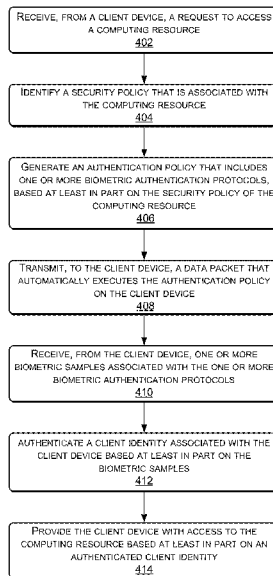 RECEIVE, FROM A CLIENT DEVICE, A REQUEST TO ACCESS
A COMPUTING RESOURCE
402
IDENTIFY A SECURITY POLICY THAT IS ASSOCIATED WITH
THE COMPUTING RESOURCE
404
GENERATE AN AUTHENTICATION POLICY THAT INCLUDES
ONE OR MORE BIOMETRIC AUTHENTICATION PROTOCOLS,
BASED AT LEAST IN PART ON THE SECURITY POLICY OF THE
COMPUTING RESOURCE
406
TRANSMIT, TO THE CLIENT DEVICE, A DATA PACKET THAT
AUTOMATICALLY EXECUTES THE AUTHENTICATION POLICY
ON THE CLIENT DEVICE
408
RECEIVE, FROM THE CLIENT DEVICE, ONE OR MORE
BIOMETRIC SAMPLES ASSOCIATED WITH THE ONE OR MORE
BIOMETRIC AUTHENTICATION PROTOCOLS
410
AUTHENTICATE A CLIENT IDENTITY ASSOCIATED WITH THE
CLIENT DEVICE BASED AT LEAST IN PART ON THE
BIOMETRIC SAMPLES
412
PROVIDE THE CLIENT DEVICE WITH ACCESS TO THE
COMPUTING RESOURCE BASED AT LEAST IN PART ON AN
AUTHENTICATED CLIENT IDENTITY
414